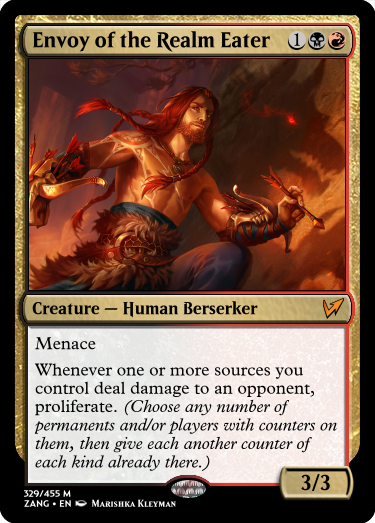 Envoy of the Realm Eater 1
Creature — Human Berserker
Menace
Whenever one or more sources you
control deal damage to an opponent,
proliferate. (Choose any number of
permanents and/or players with counters on
them, then give each another counter of
each kind already there.)
3/3
329/455 M
ZANG • EN Marishka Kleyman